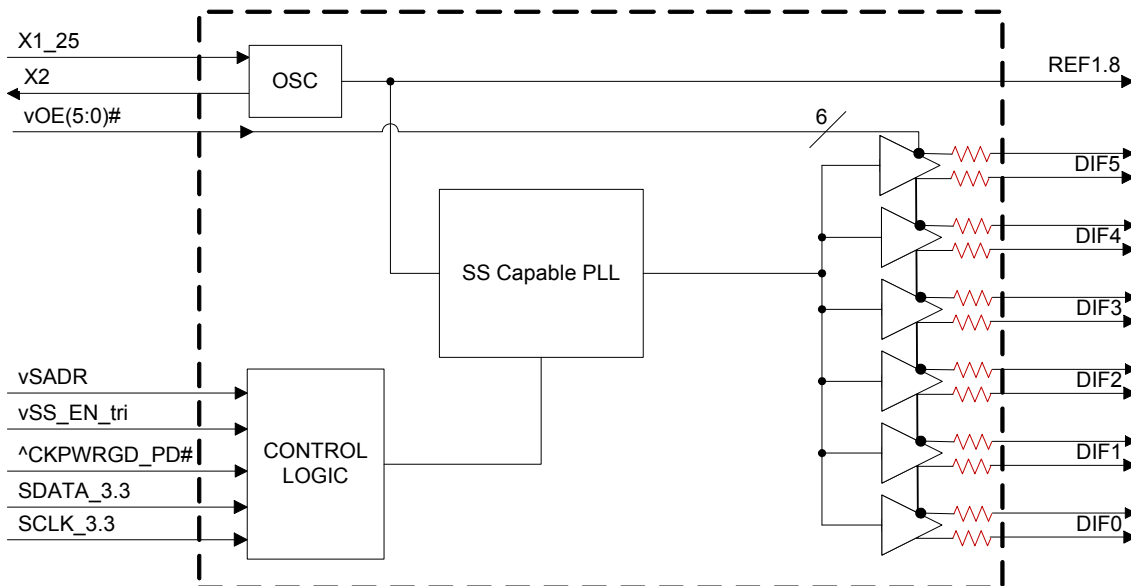 X1_25
OSC
X2
REF1.8
vOE(5:0)#
6
DIF5
DIF4
SS Capable PLL
DIF3
vSADR
DIF2
vSS_EN_tri
^CKPWRGD_PD#
CONTROL
LOGIC
DIF1
SDATA_3.3
SCLK_3.3
DIF0